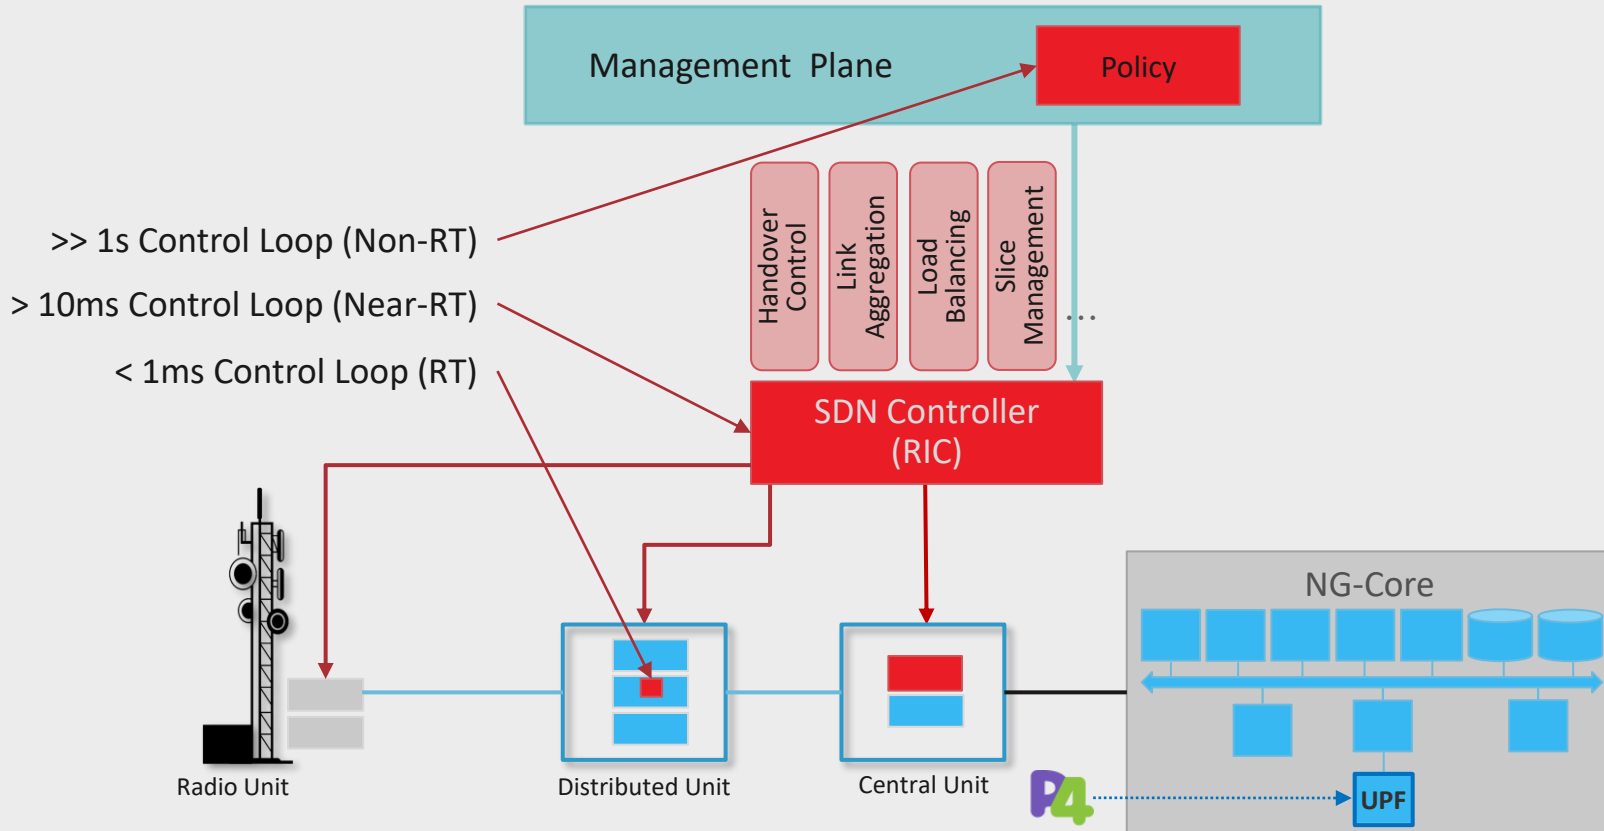 Management Plane
Policy
Handover
Control
Link
Aggregation
Load
Balancing
Slice
Management
...
>> 1s Control Loop (Non-RT)
> 10ms Control Loop (Near-RT)
< 1ms Control Loop (RT)
SDN Controller
(RIC)
NG-Core
Radio Unit
Distributed Unit
Central Unit
P4
UPF